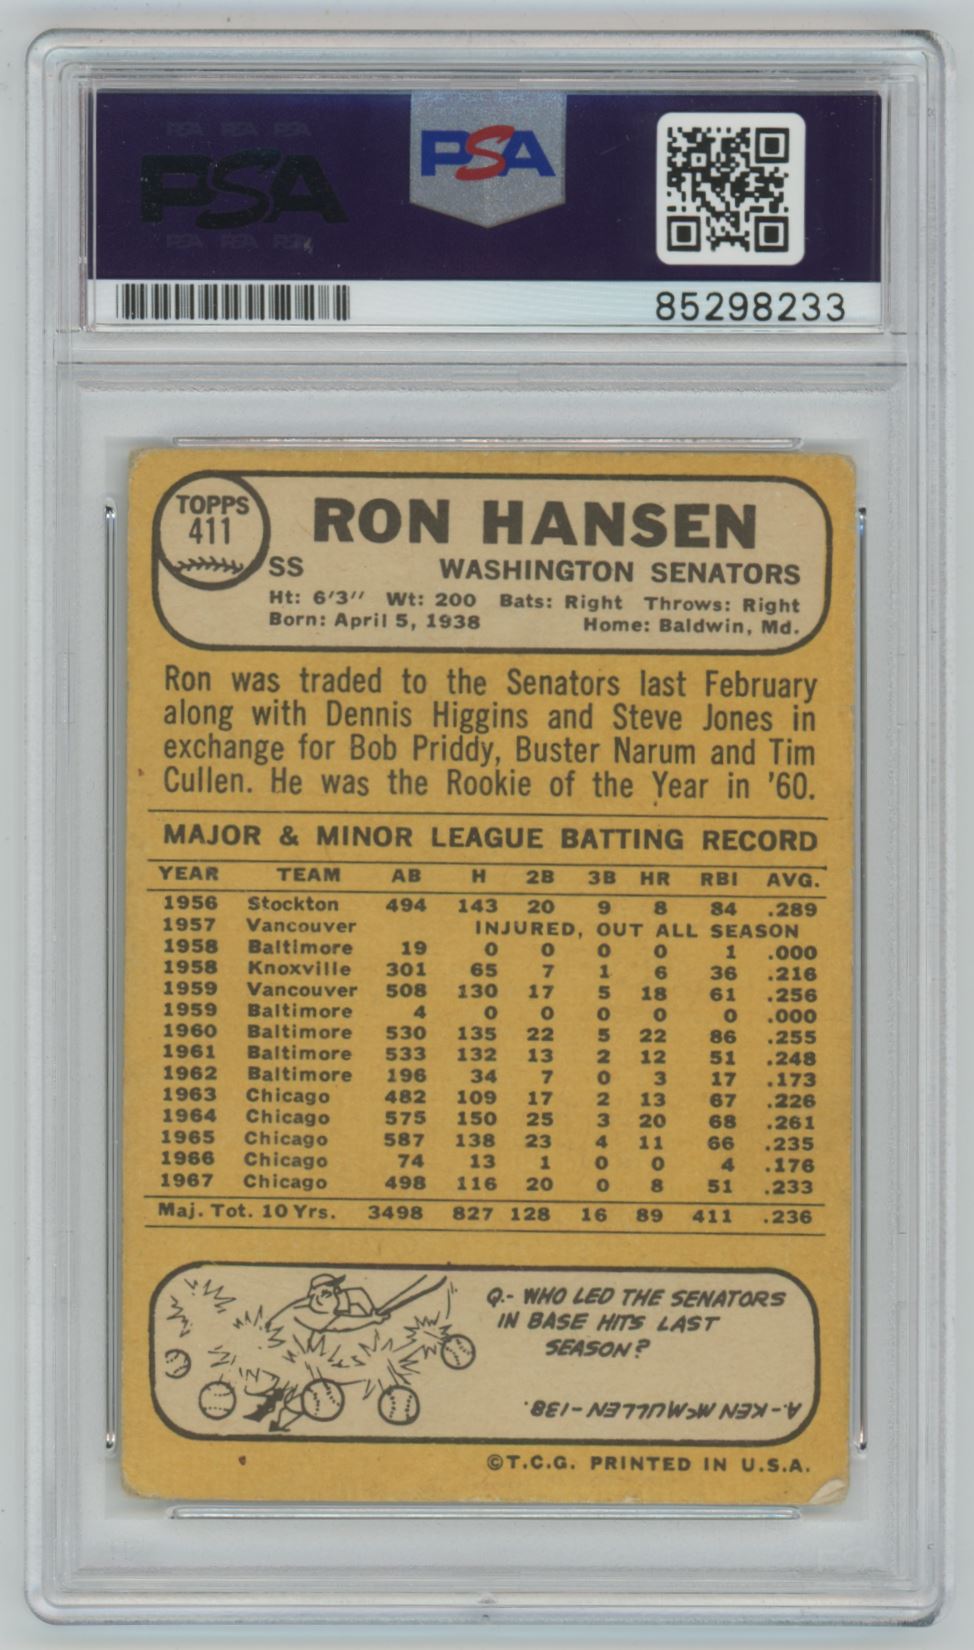 PSA PSA PSA
PSA
PSA PSA PSA
PSA
85298233
TOPPS
411
RON HANSEN
SS WASHINGTON SENATORS
Ht: 6'3" Wt: 200 Bats: Right Throws: Right
Born: April 5, 1938 Home: Baldwin, Md.
Ron was traded to the Senators last February
along with Dennis Higgins and Steve Jones in
exchange for Bob Priddy, Buster Narum and Tim
Cullen. He was the Rookie of the Year in '60.
MAJOR & MINOR LEAGUE BATTING RECORD
YEAR TEAM AB H 2B 3B HR RBI AVG.
1956 Stockton 494 143 20 9 8 84 .289
1957 Vancouver INJURED, OUT ALL SEASON
1958 Baltimore 19 0 0 0 0 1 .000
1958 Knoxville 301 65 7 1 6 36 .216
1959 Vancouver 508 130 17 5 18 61 .256
1959 Baltimore 4 0 0 0 0 0 .000
1960 Baltimore 530 135 22 5 22 86 .255
1961 Baltimore 533 132 13 2 12 51 .248
1962 Baltimore 196 34 7 0 3 17 .173
1963 Chicago 482 109 17 2 13 67 .226
1964 Chicago 575 150 25 3 20 68 .261
1965 Chicago 587 138 23 4 11 66 .235
1966 Chicago 74 13 1 0 0 4 .176
1967 Chicago 498 116 20 0 8 51 .233
Maj. Tot. 10 Yrs. 3498 827 128 16 89 411 .236
Q.- WHO LED THE SENATORS
IN BASE HITS LAST
SEASON?
A.- KEN McMULLEN - 138.
©T.C.G. PRINTED IN U.S.A.